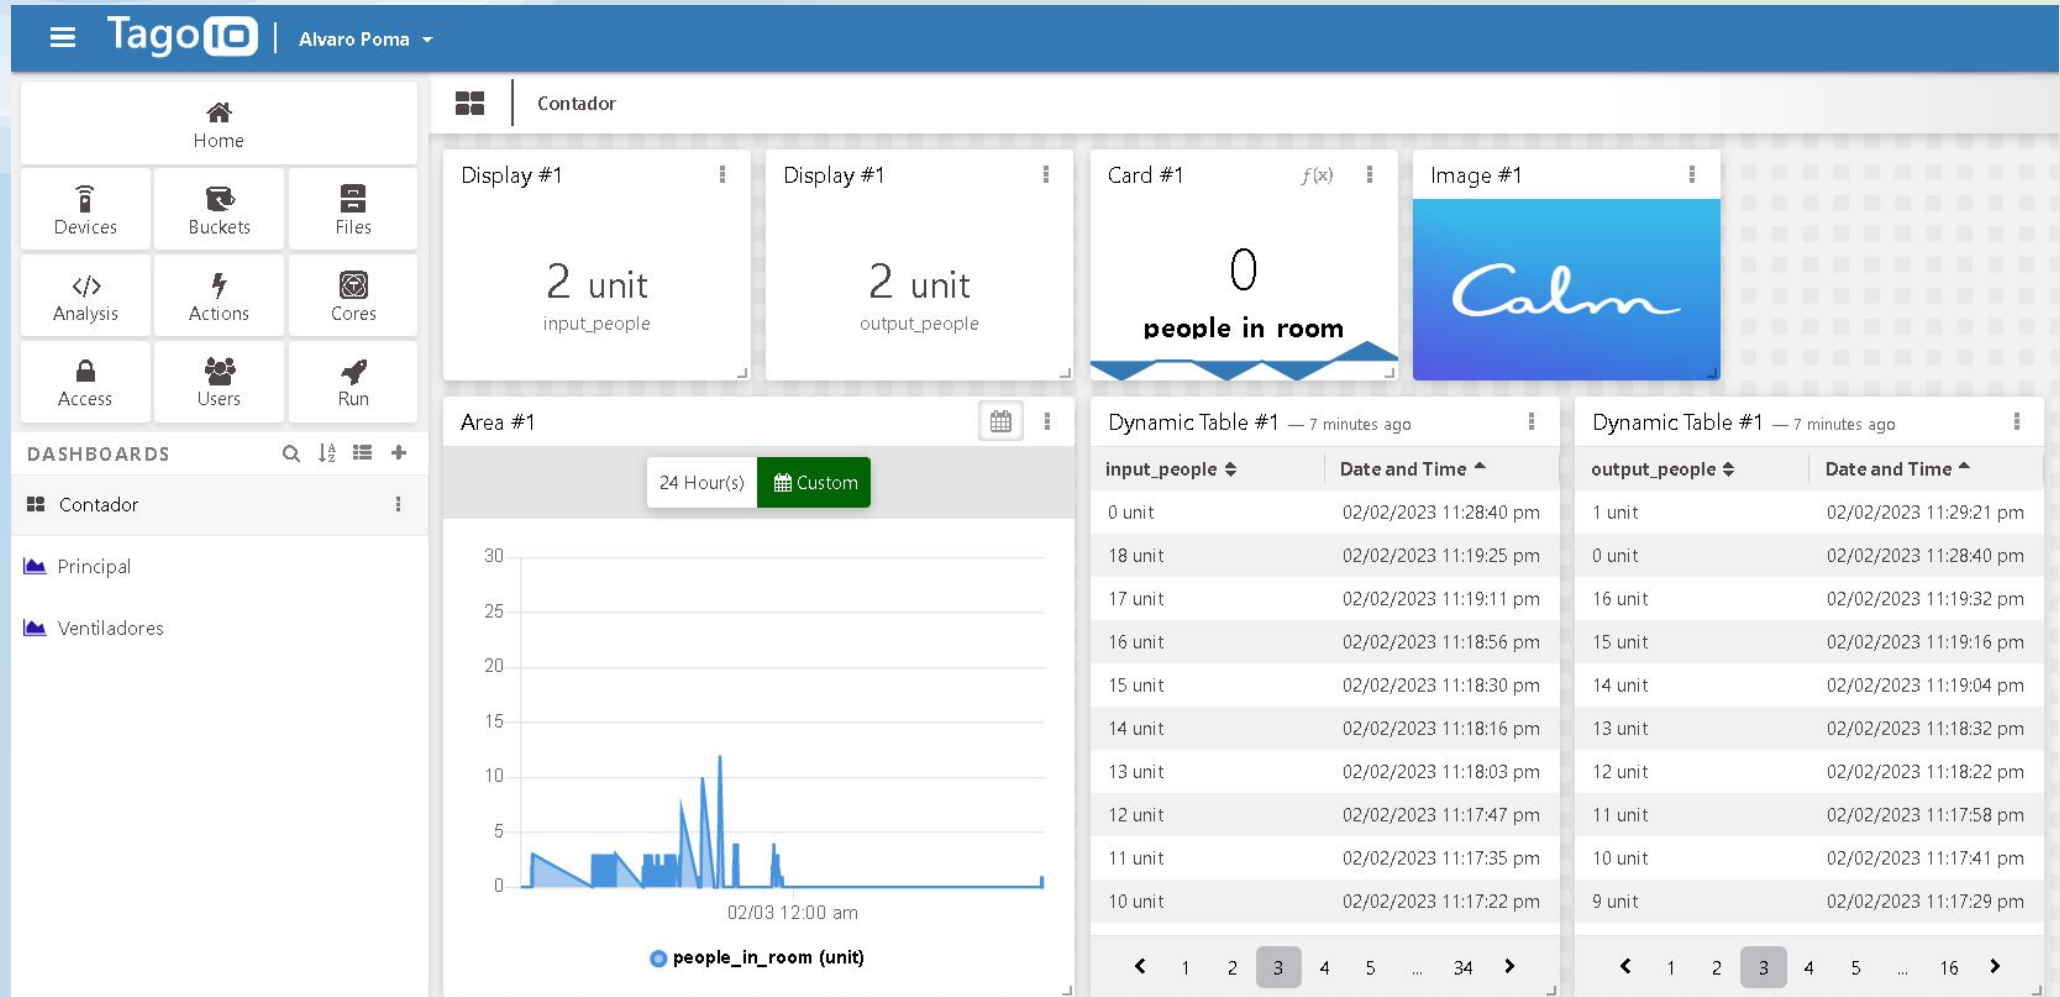 TagoIO
Alvaro Poma
Home
Devices
Buckets
Files
Analysis
Actions
Cores
Access
Users
Run
DASHBOARDS
Contador
Principal
Ventiladores
Contador
Display #1
2 unit
input_people
Display #1
2 unit
output_people
Card #1 f(x)
0
people in room
Image #1
Calm
Area #1
24 Hour(s) Custom
30
25
20
15
10
5
0
02/03 12:00 am
people_in_room (unit)
Dynamic Table #1 — 7 minutes ago
input_people Date and Time
0 unit 02/02/2023 11:28:40 pm
18 unit 02/02/2023 11:19:25 pm
17 unit 02/02/2023 11:19:11 pm
16 unit 02/02/2023 11:18:56 pm
15 unit 02/02/2023 11:18:30 pm
14 unit 02/02/2023 11:18:16 pm
13 unit 02/02/2023 11:18:03 pm
12 unit 02/02/2023 11:17:47 pm
11 unit 02/02/2023 11:17:35 pm
10 unit 02/02/2023 11:17:22 pm
1 2 3 4 5 ... 34
Dynamic Table #1 — 7 minutes ago
output_people Date and Time
1 unit 02/02/2023 11:29:21 pm
0 unit 02/02/2023 11:28:40 pm
16 unit 02/02/2023 11:19:32 pm
15 unit 02/02/2023 11:19:16 pm
14 unit 02/02/2023 11:19:04 pm
13 unit 02/02/2023 11:18:32 pm
12 unit 02/02/2023 11:18:22 pm
11 unit 02/02/2023 11:17:58 pm
10 unit 02/02/2023 11:17:41 pm
9 unit 02/02/2023 11:17:29 pm
1 2 3 4 5 ... 16